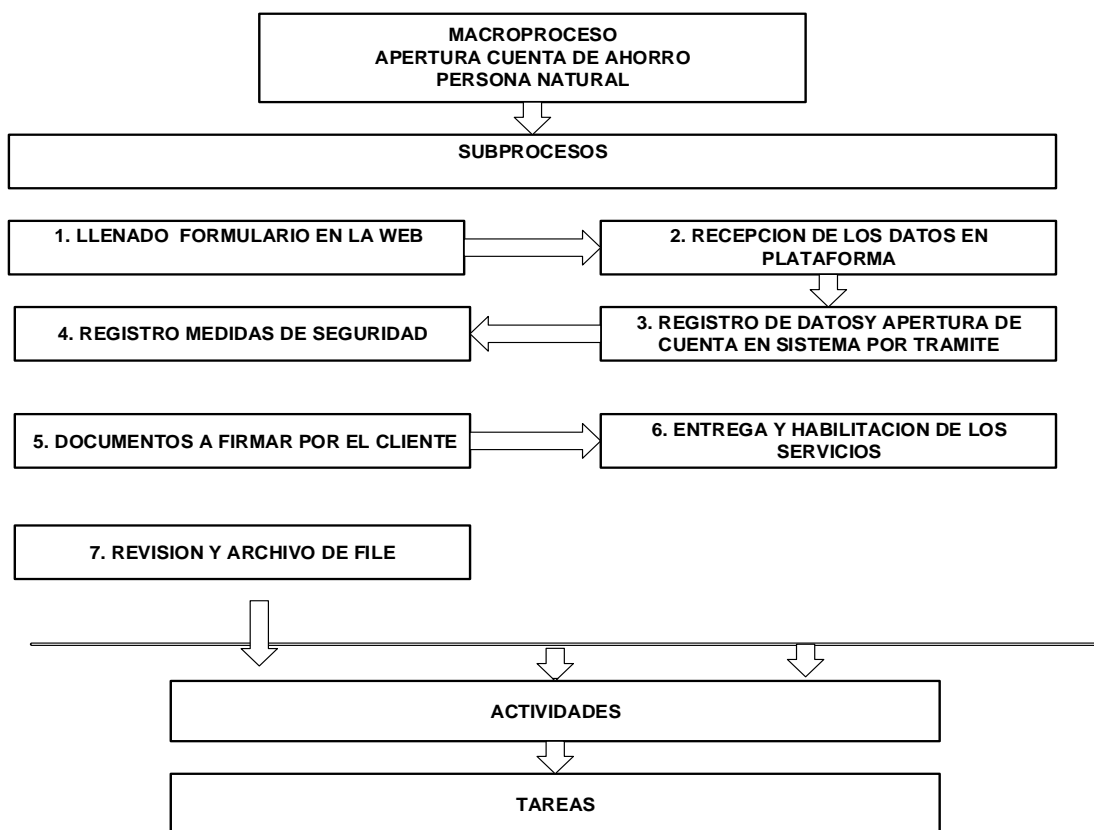 MACROPROCESO
APERTURA CUENTA DE AHORRO
PERSONA NATURAL
SUBPROCESOS
1. LLENADO FORMULARIO EN LA WEB
2. RECEPCION DE LOS DATOS EN
PLATAFORMA
4. REGISTRO MEDIDAS DE SEGURIDAD
3. REGISTRO DE DATOSY APERTURA DE
CUENTA EN SISTEMA POR TRAMITE
5. DOCUMENTOS A FIRMAR POR EL CLIENTE
6. ENTREGA Y HABILITACION DE LOS
SERVICIOS
7. REVISION Y ARCHIVO DE FILE
ACTIVIDADES
TAREAS